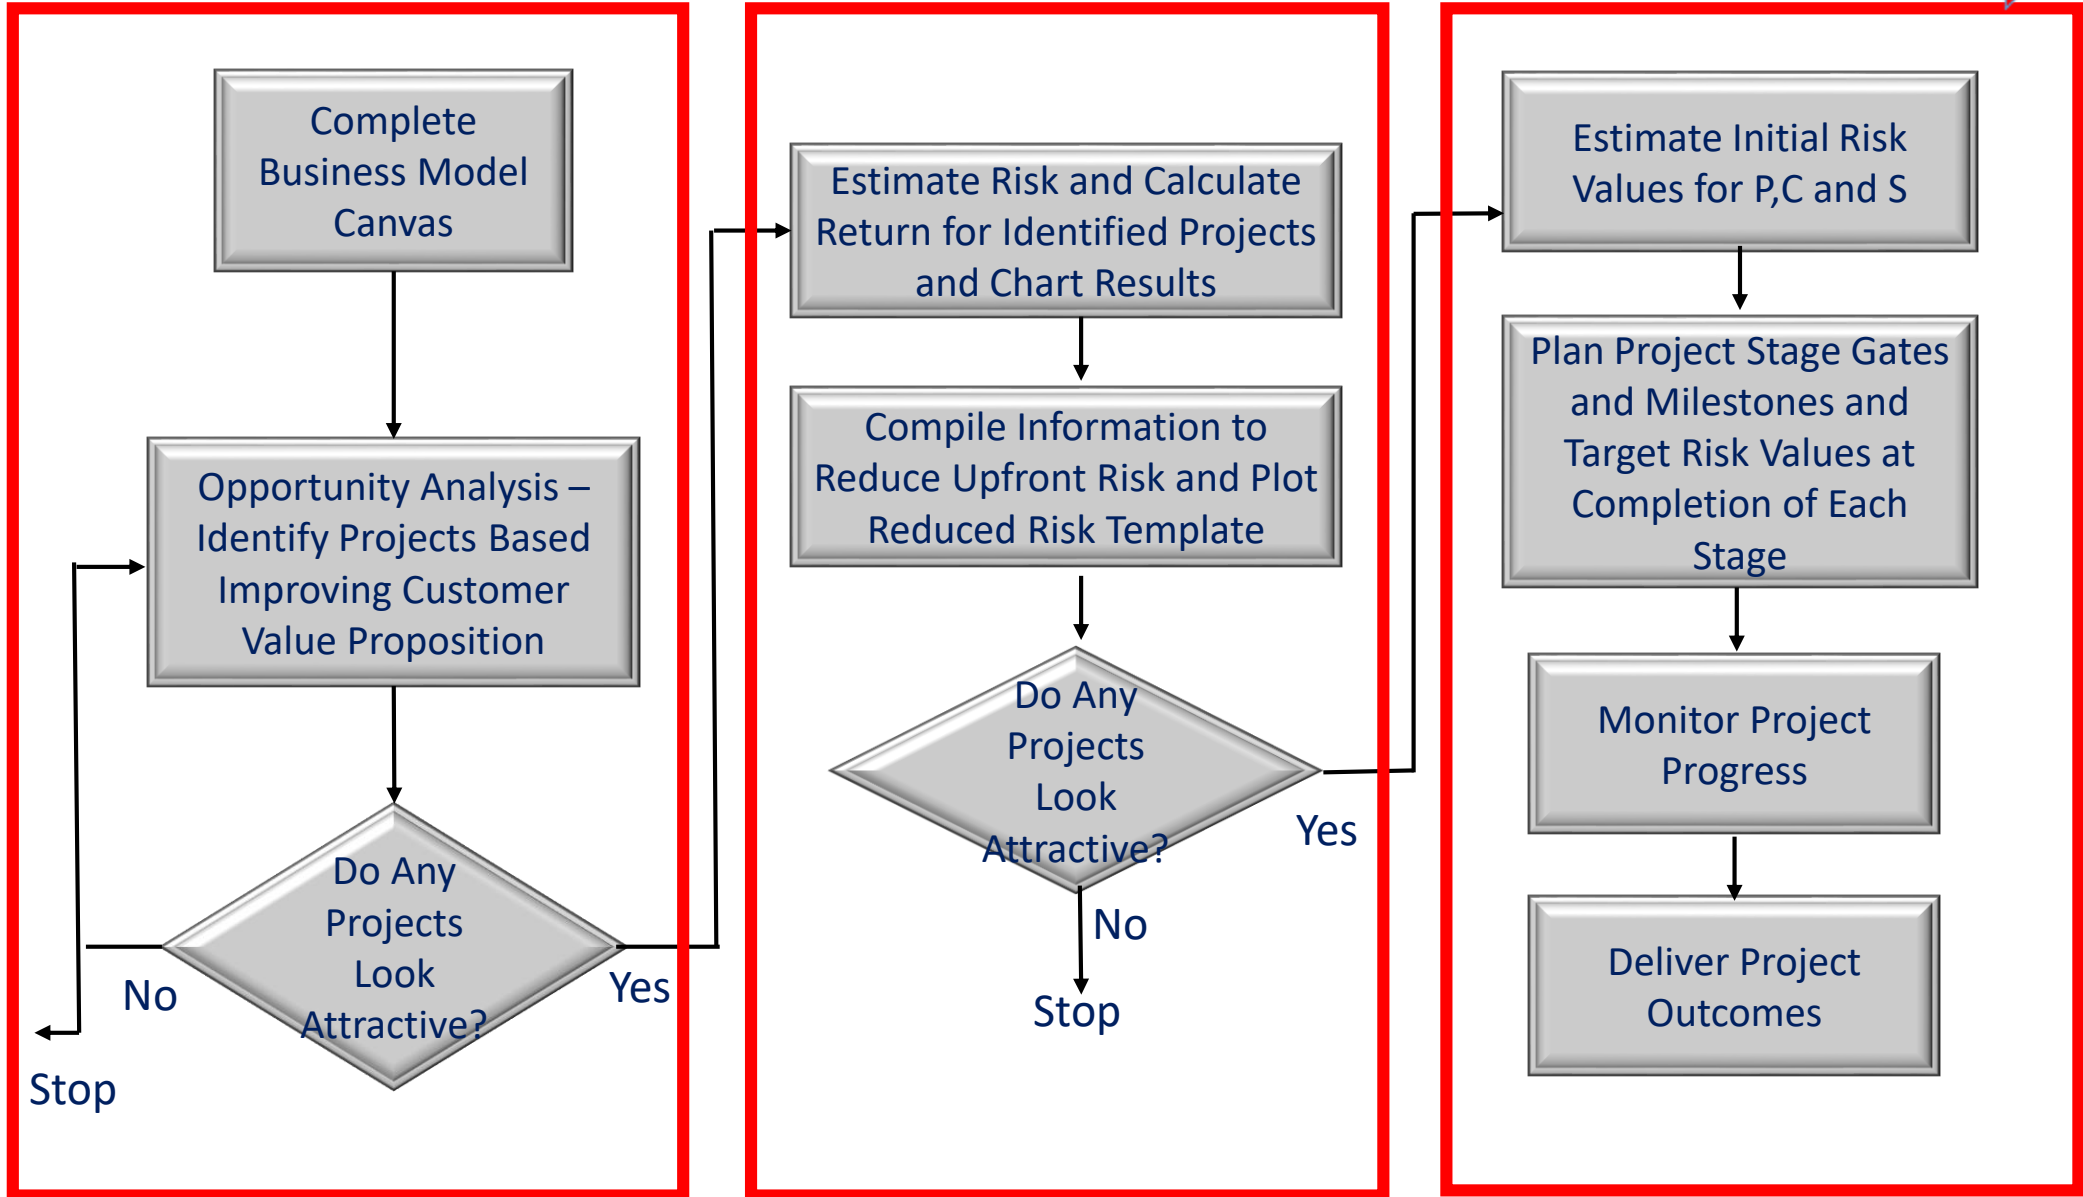 Complete
Business Model
Canvas
Opportunity Analysis –
Identify Projects Based
Improving Customer
Value Proposition
Do Any
Projects
Look
Attractive?
No
Yes
Stop
Estimate Risk and Calculate
Return for Identified Projects
and Chart Results
Compile Information to
Reduce Upfront Risk and Plot
Reduced Risk Template
Do Any
Projects
Look
Attractive?
Yes
No
Stop
Estimate Initial Risk
Values for P,C and S
Plan Project Stage Gates
and Milestones and
Target Risk Values at
Completion of Each
Stage
Monitor Project
Progress
Deliver Project
Outcomes